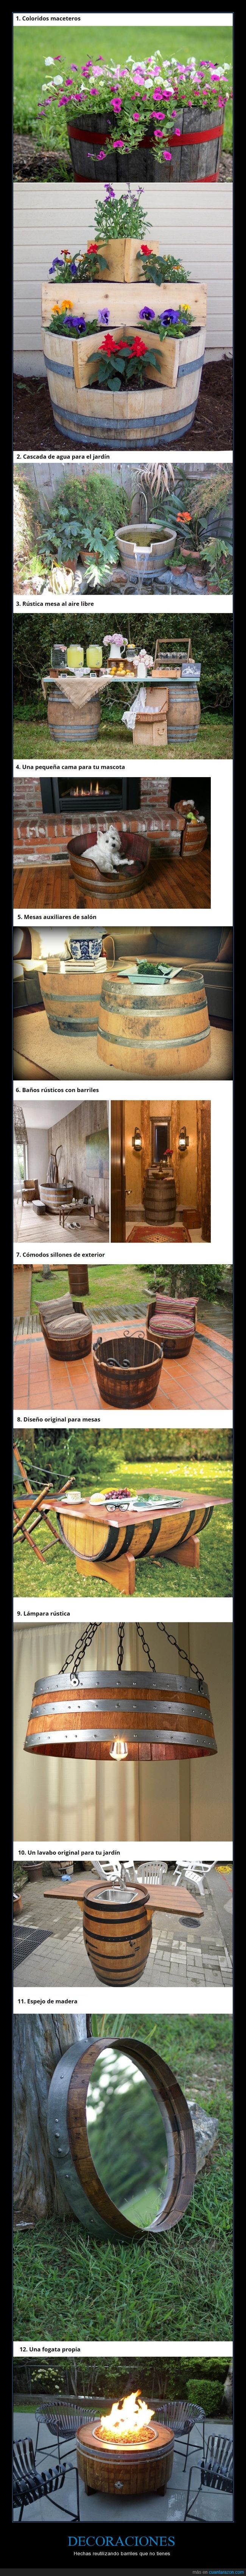 1. Coloridos maceteros
2. Cascada de agua para el jardín
3. Rústica mesa al aire libre
4. Una pequeña cama para tu mascota
5. Mesas auxiliares de salón
6. Baños rústicos con barriles
7. Cómodos sillones de exterior
8. Diseño original para mesas
9. Lámpara rústica
10. Un lavabo original para tu jardín
11. Espejo de madera
12. Una fogata propia
DECORACIONES
Hechas reutilizando barriles que no tienes
más en cuantarazon.com